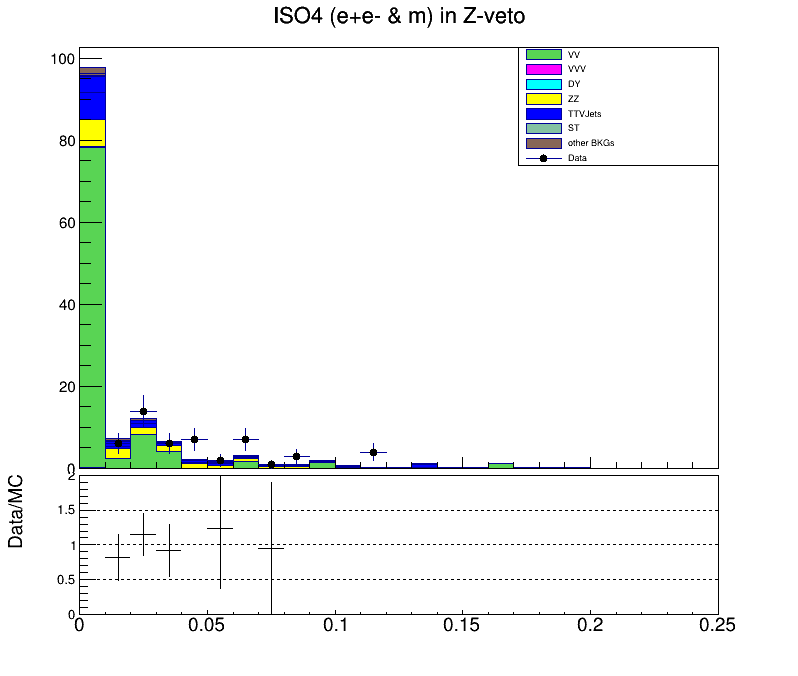 ISO4 (e+e- & m) in Z-veto
100
80
60
40
20
0
VV
VVV
DY
ZZ
TTVJets
ST
other BKGs
Data
Data/MC
2
1.5
1
0.5
0
0 0.05 0.1 0.15 0.2 0.25